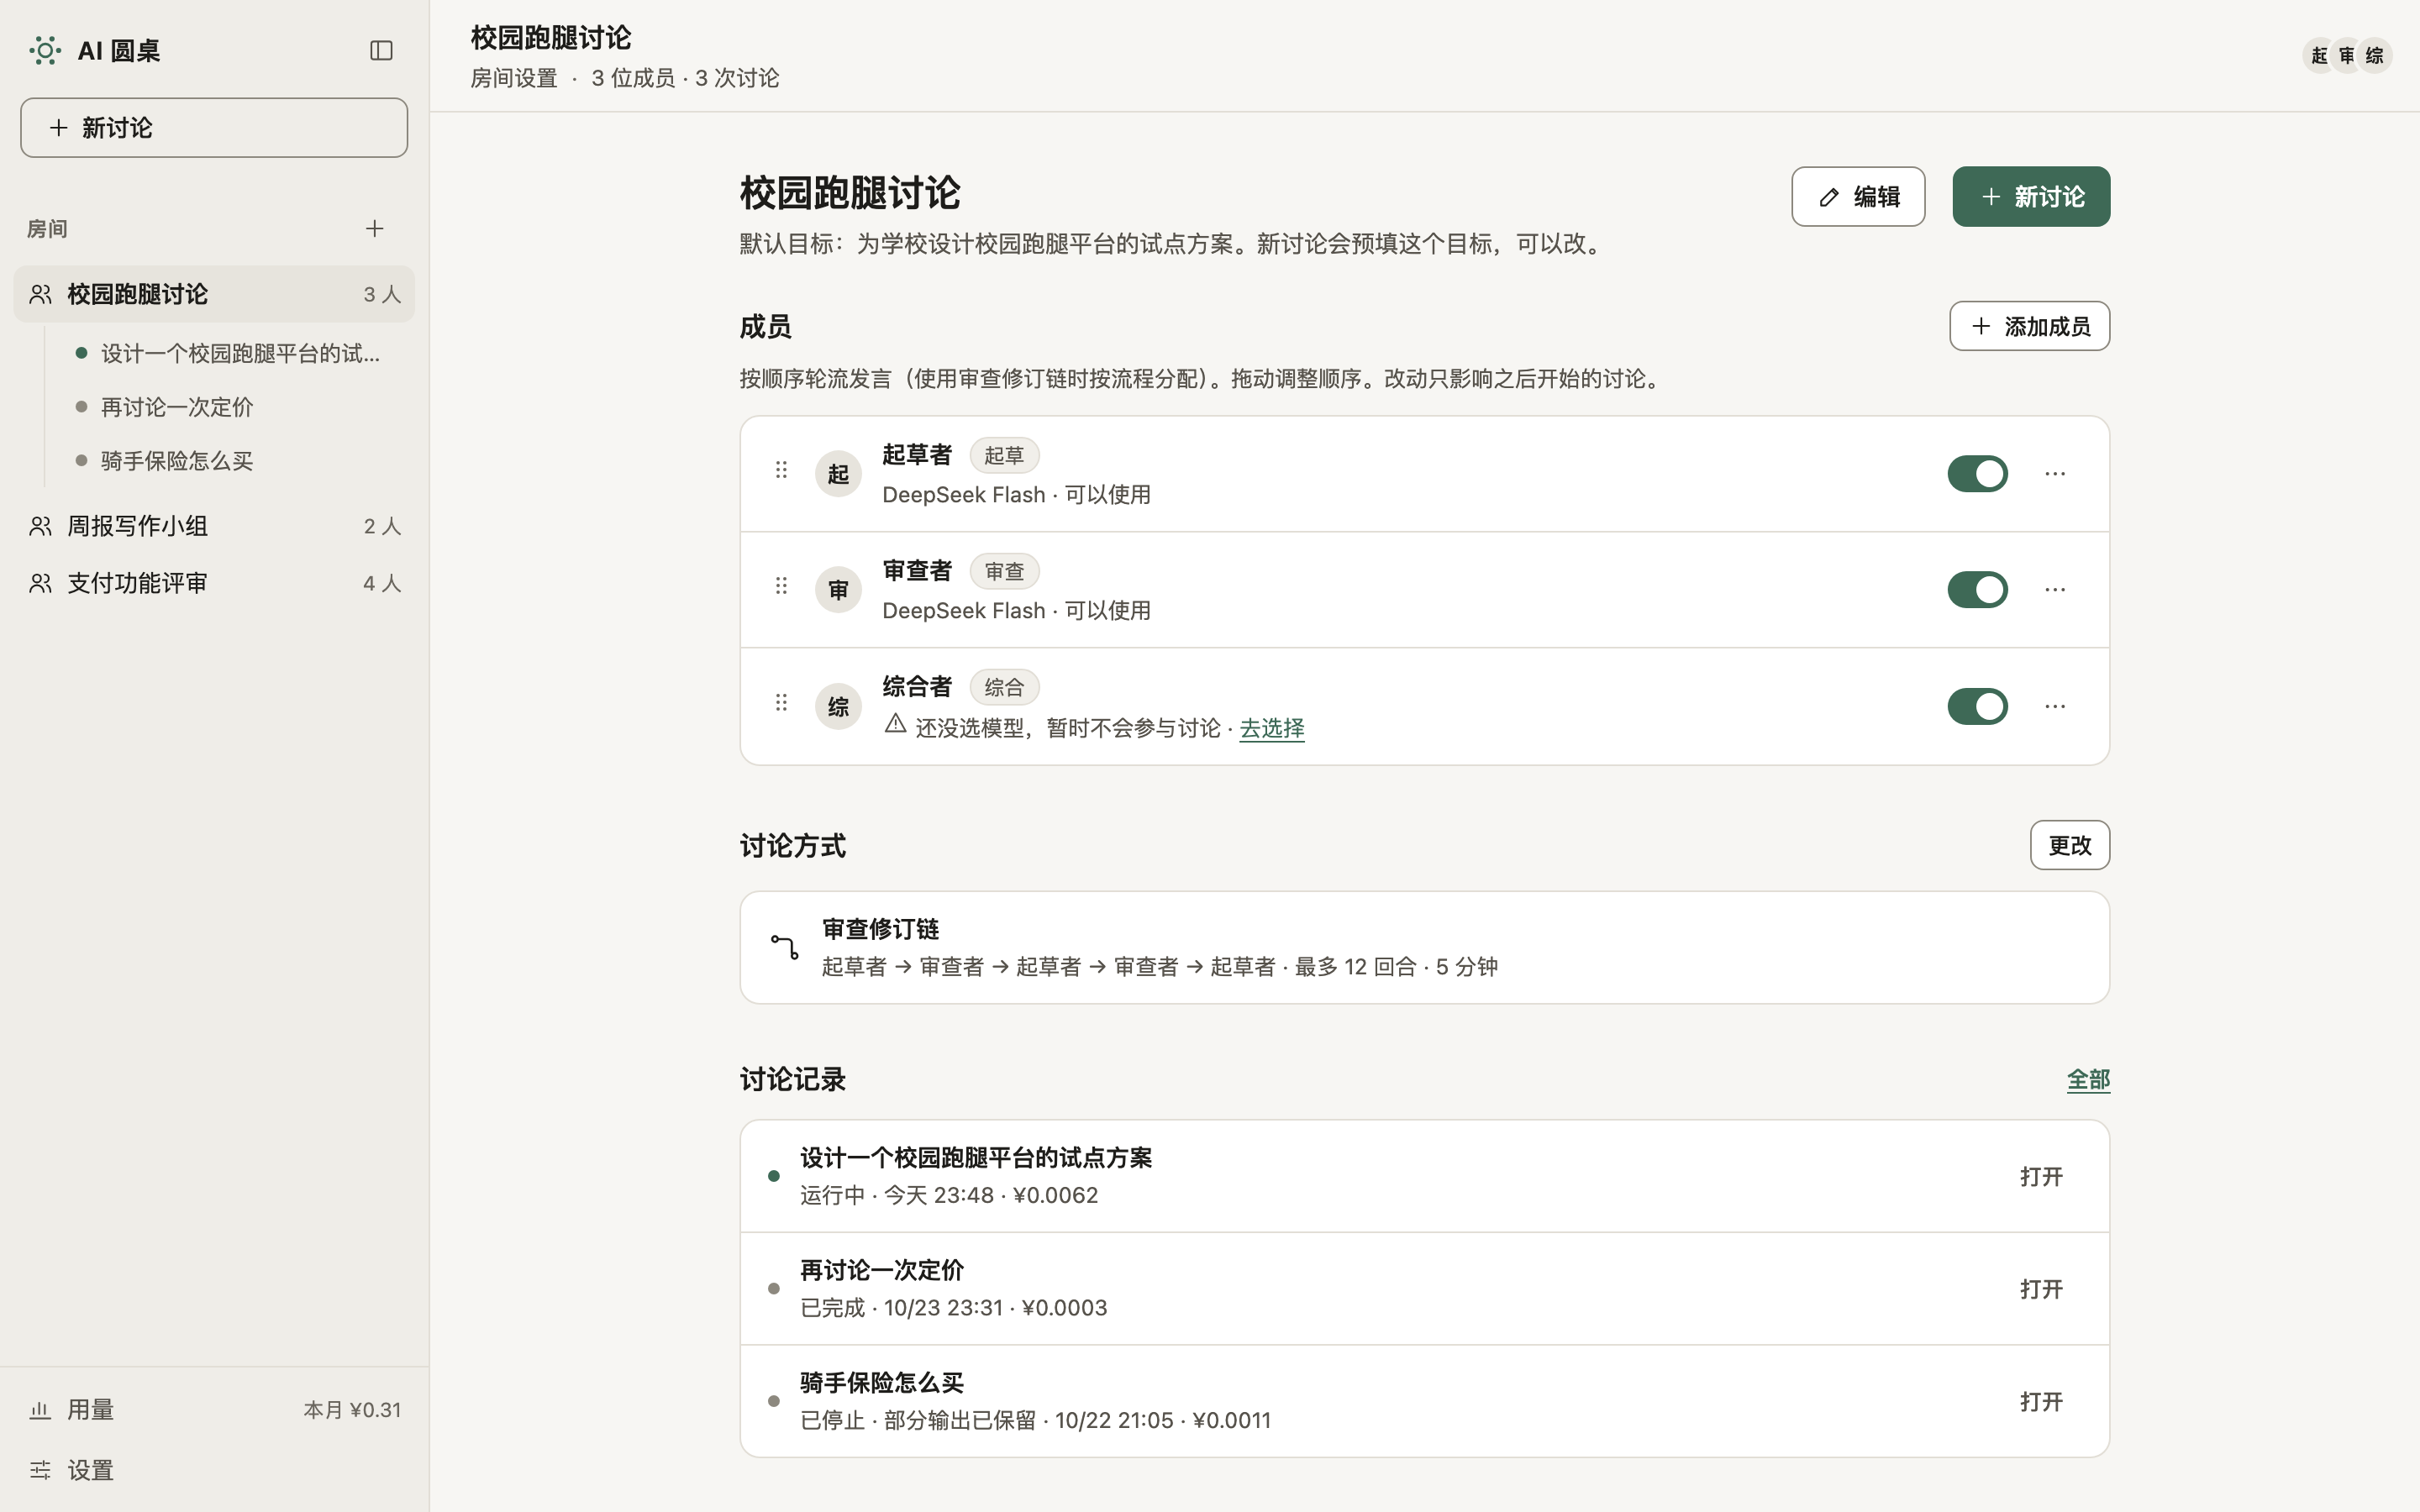 AI 圆桌
新讨论
房间
校园跑腿讨论 3 人
设计一个校园跑腿平台的试...
再讨论一次定价
骑手保险怎么买
周报写作小组 2 人
支付功能评审 4 人
用量 本月 ¥0.31
设置
校园跑腿讨论
房间设置 · 3 位成员 · 3 次讨论
起 审 综
校园跑腿讨论
编辑
新讨论
默认目标：为学校设计校园跑腿平台的试点方案。新讨论会预填这个目标，可以改。
成员
添加成员
按顺序轮流发言（使用审查修订链时按流程分配）。拖动调整顺序。改动只影响之后开始的讨论。
起 起草者 起草
DeepSeek Flash · 可以使用
审 审查者 审查
DeepSeek Flash · 可以使用
综 综合者 综合
还没选模型，暂时不会参与讨论 · 去选择
讨论方式
更改
审查修订链
起草者 → 审查者 → 起草者 → 审查者 → 起草者 · 最多 12 回合 · 5 分钟
讨论记录
全部
设计一个校园跑腿平台的试点方案
运行中 · 今天 23:48 · ¥0.0062
打开
再讨论一次定价
已完成 · 10/23 23:31 · ¥0.0003
打开
骑手保险怎么买
已停止 · 部分输出已保留 · 10/22 21:05 · ¥0.0011
打开